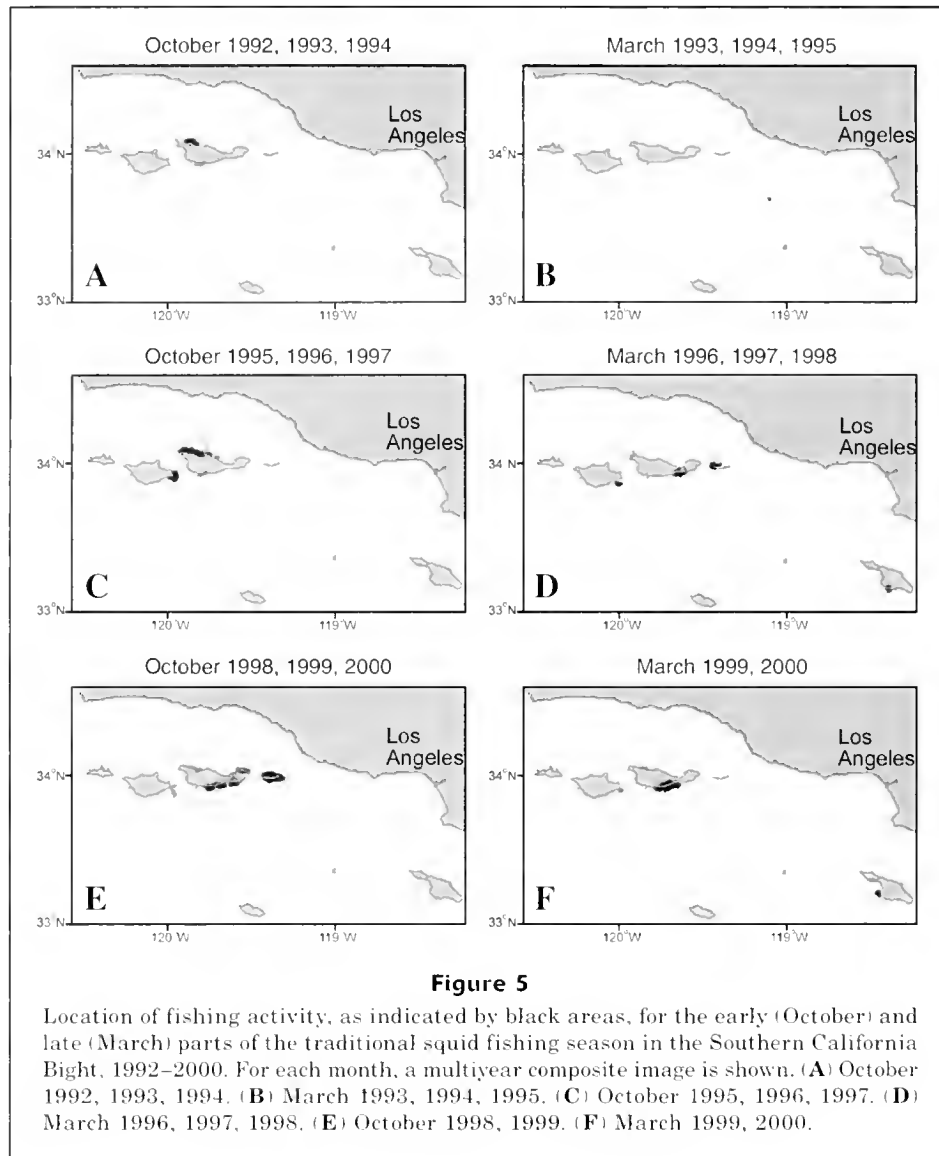 October 1992, 1993, 1994
Los
Angeles
34°N
A
33°N
120°W
119°W
March 1993, 1994, 1995
Los
Angeles
34°N
B
33°N
120°W
119°W
October 1995, 1996, 1997
Los
Angeles
34°N
C
33°N
120°W
119°W
March 1996, 1997, 1998
Los
Angeles
34°N
D
33°N
120°W
119°W
October 1998, 1999, 2000
Los
Angeles
34°N
E
33°N
120°W
119°W
March 1999, 2000
Los
Angeles
34°N
F
33°N
120°W
119°W
Figure 5
Location of fishing activity, as indicated by black areas, for the early (October) and
late (March) parts of the traditional squid fishing season in the Southern California
Bight, 1992–2000. For each month, a multiyear composite image is shown. (A) October
1992, 1993, 1994. (B) March 1993, 1994, 1995. (C) October 1995, 1996, 1997. (D)
March 1996, 1997, 1998. (E) October 1998, 1999. (F) March 1999, 2000.